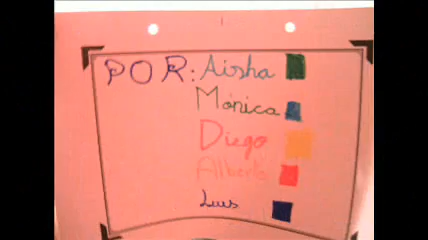 POR: Aisha
Mónica
Diego
Alberto
Luis